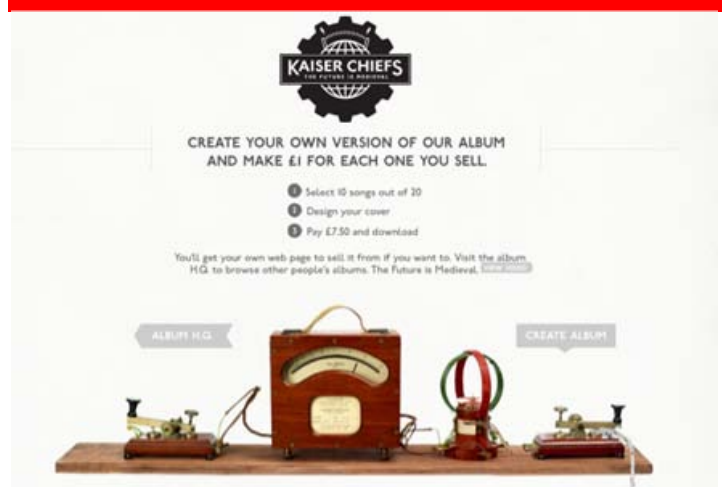 KAISER CHIEFS
THE FUTURE IS MEDIEVAL
CREATE YOUR OWN VERSION OF OUR ALBUM
AND MAKE £1 FOR EACH ONE YOU SELL.
1 Select 10 songs out of 20
2 Design your cover
3 Pay £7.50 and download
You'll get your own web page to sell it from if you want to. Visit the album
H.Q. to browse other people's albums. The Future is Medieval.
ALBUM H.Q.
CREATE ALBUM